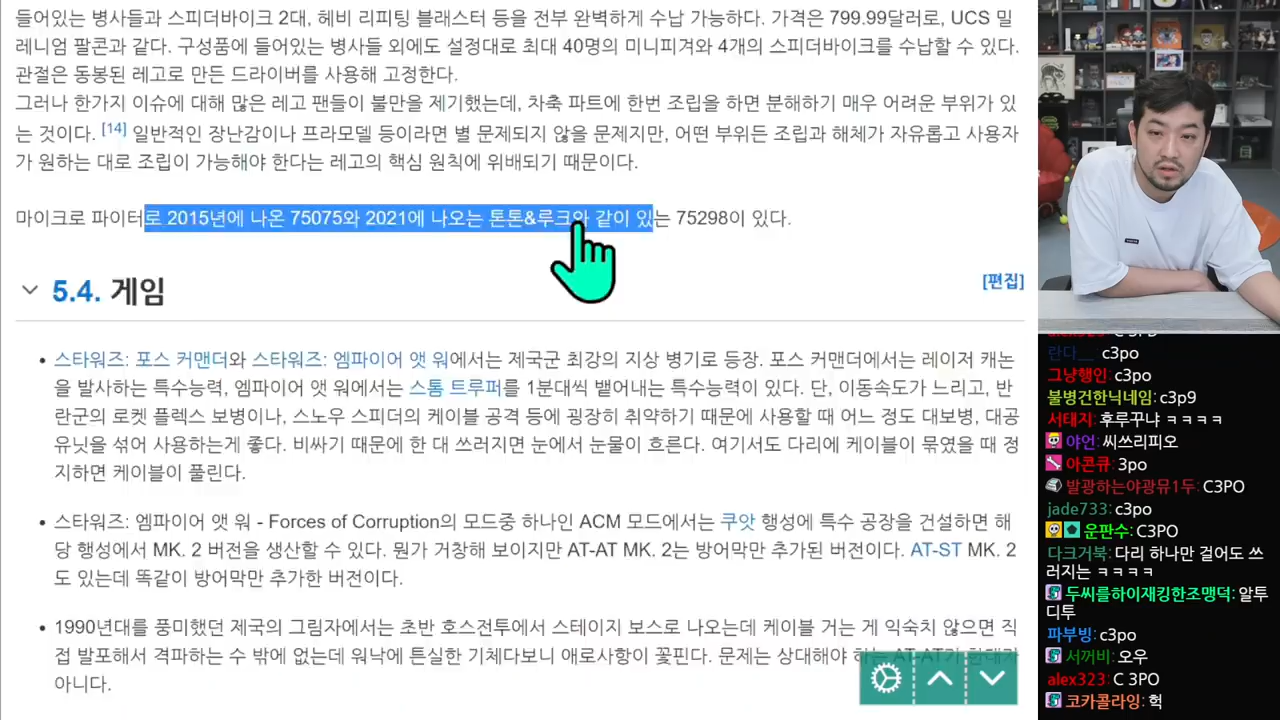 들어있는 병사들과 스피더바이크 2대, 헤비 리피팅 블래스터 등을 전부 완벽하게 수납 가능하다. 가격은 799.99달러로, UCS 밀
레니엄 팔콘과 같다. 구성품에 들어있는 병사들 외에도 설정대로 최대 40명의 미니피겨와 4개의 스피더바이크를 수납할 수 있다.
관절은 동봉된 레고로 만든 드라이버를 사용해 고정한다.
그러나 한가지 이슈에 대해 많은 레고 팬들이 불만을 제기했는데, 차축 파트에 한번 조립을 하면 분해하기 매우 어려운 부위가 있
는 것이다. [14] 일반적인 장난감이나 프라모델 등이라면 별 문제되지 않을 문제지만, 어떤 부위든 조립과 해체가 자유롭고 사용자
가 원하는 대로 조립이 가능해야 한다는 레고의 핵심 원칙에 위배되기 때문이다.
마이크로 파이터로 2015년에 나온 75075와 2021에 나오는 톤톤&루크와 같이 있는 75298이 있다.
5.4. 게임
[편집]
스타워즈: 포스 커맨더와 스타워즈: 엠파이어 앳 워에서는 제국군 최강의 지상 병기로 등장. 포스 커맨더에서는 레이저 캐논
을 발사하는 특수능력, 엠파이어 앳 워에서는 스톰 트루퍼를 1분대씩 뱉어내는 특수능력이 있다. 단, 이동속도가 느리고, 반
란군의 로켓 플렉스 보병이나, 스노우 스피더의 케이블 공격 등에 굉장히 취약하기 때문에 사용할 때 어느 정도 대보병, 대공
유닛을 섞어 사용하는게 좋다. 비싸기 때문에 한 대 쓰러지면 눈에서 눈물이 흐른다. 여기서도 다리에 케이블이 묶였을 때 정
지하면 케이블이 풀린다.
스타워즈: 엠파이어 앳 워 - Forces of Corruption의 모드중 하나인 ACM 모드에서는 쿠앗 행성에 특수 공장을 건설하면 해
당 행성에서 MK. 2 버전을 생산할 수 있다. 뭔가 거창해 보이지만 AT-AT MK. 2는 방어막만 추가된 버전이다. AT-ST MK. 2
도 있는데 똑같이 방어막만 추가한 버전이다.
1990년대를 풍미했던 제국의 그림자에서는 초반 호스전투에서 스테이지 보스로 나오는데 케이블 거는 게 익숙치 않으면 직
접 발포해서 격파하는 수 밖에 없는데 워낙에 튼실한 기체다보니 애로사항이 꽃핀다. 문제는 상대해야 하는 AT-AT가 한대가
아니다.
란다__ c3po
그냥행인: c3po
불병건한닉네임: c3p9
서태지: 후루꾸냐 ㅋㅋㅋㅋ
야언: 씨쓰리피오
아콘큐: 3po
발광하는야광뮤1두: C3PO
jade733: c3po
운판수: C3PO
다크거북: 다리 하나만 걸어도 쓰
러지는 ㅋㅋㅋㅋ
두씨를하이재킹한조맹덕: 알투
디투
파부빙: c3po
서꺼비: 오우
alex323: C 3PO
코카콜라잉: 헉